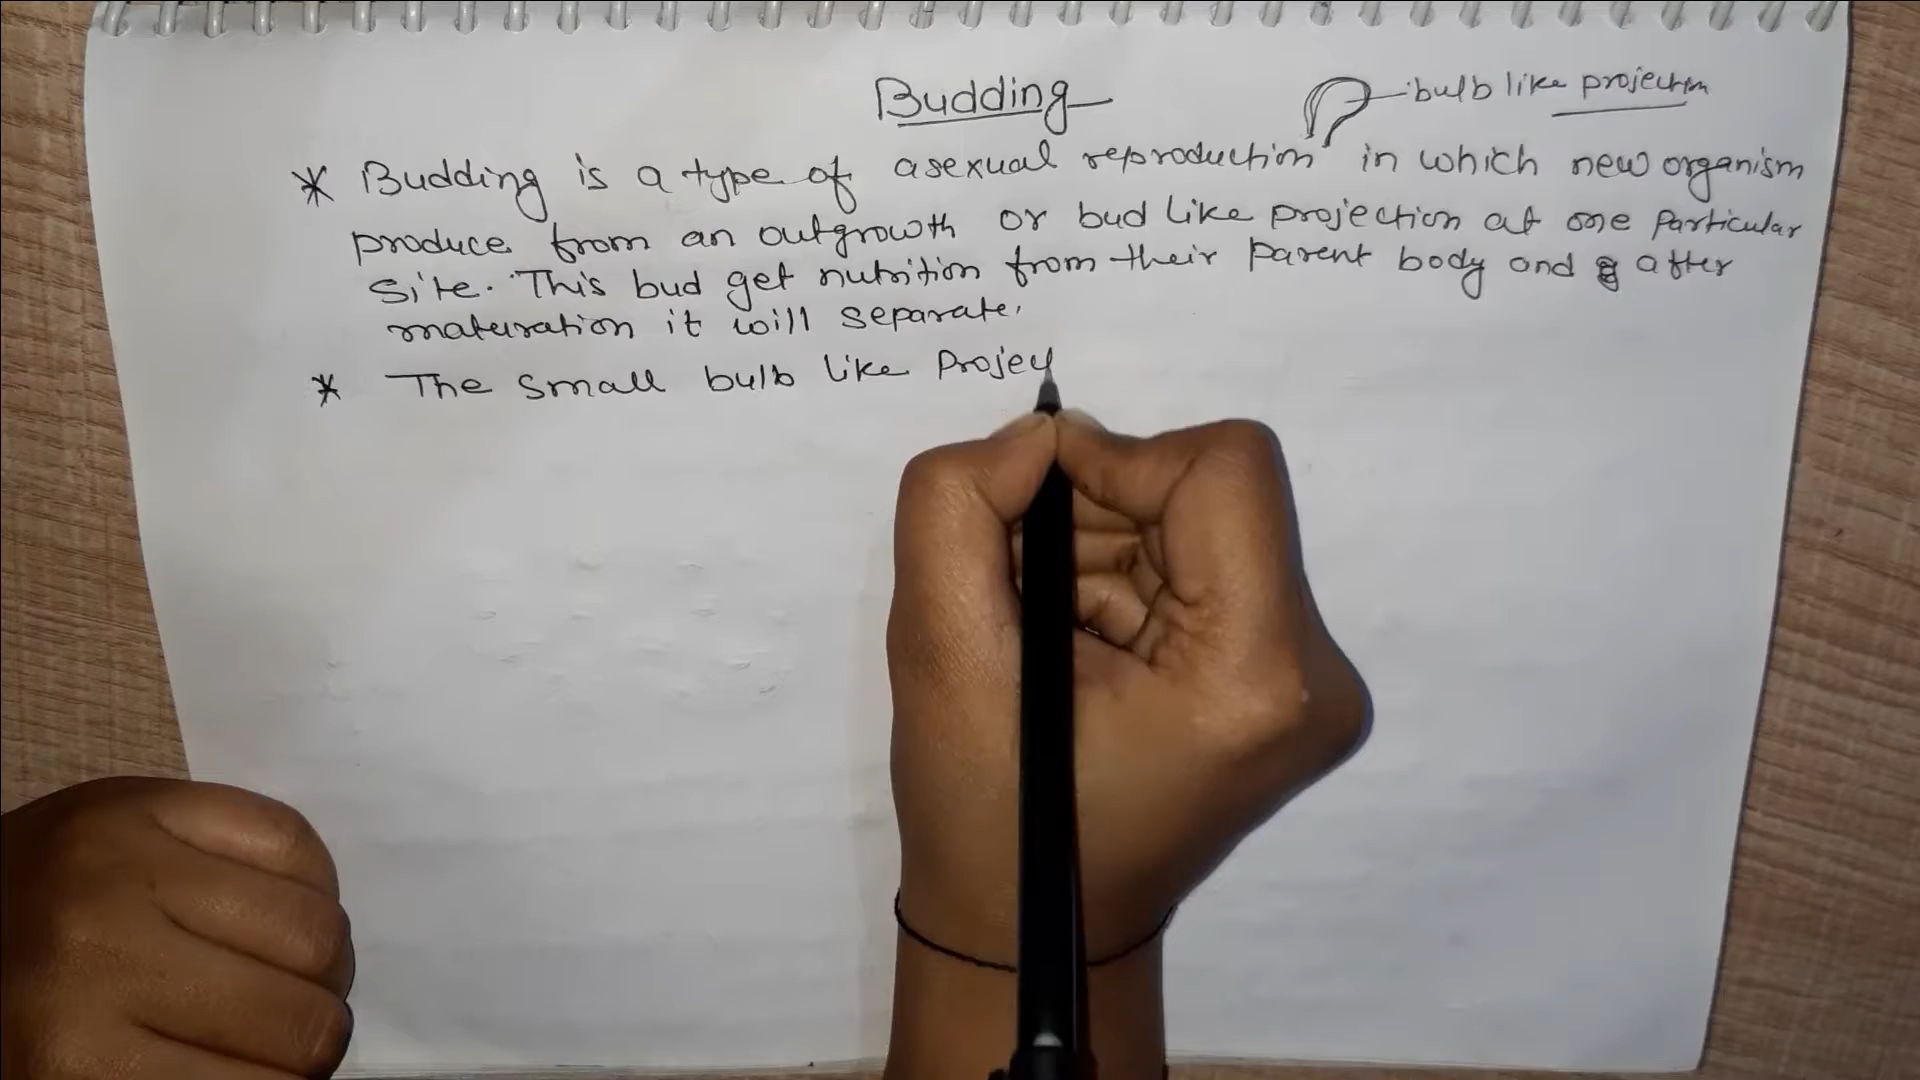 Budding
bulb like projection
* Budding is a type of asexual reproduction in which new organism
produce from an outgrowth or bud like projection at one particular
site. This bud get nutrition from their parent body and after
maturation it will separate.
* The small bulb like Projec